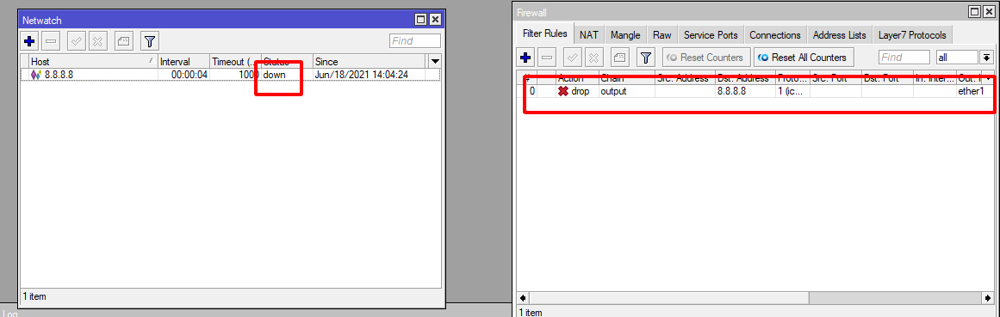 Netwatch
Find
Host Interval Timeout (... Status Since
8.8.8.8 00:00:04 1000 down Jun/18/2021 14:04:24
1 item
Firewall
Filter Rules NAT Mangle Raw Service Ports Connections Address Lists Layer7 Protocols
Reset Counters Reset All Counters Find all
# Action Chain Src. Address Dst. Address Proto... Src. Port Dst. Port In. Inter... Out. I
0 drop output 8.8.8.8 1 (ic... ether1
1 item
Log